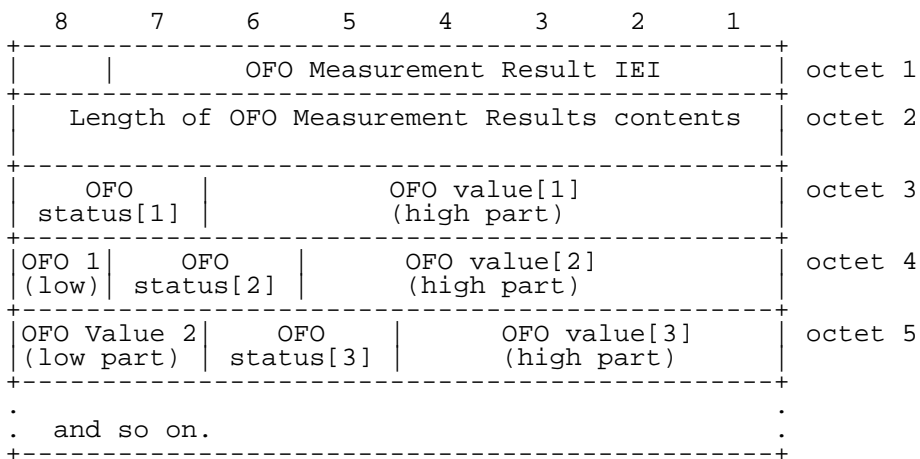 8 7 6 5 4 3 2 1
OFO Measurement Result IEI octet 1
Length of OFO Measurement Results contents octet 2
OFO OFO value[1] octet 3
status[1] (high part)
OFO 1 OFO OFO value[2] octet 4
(low) status[2] (high part)
OFO Value 2 OFO OFO value[3] octet 5
(low part) status[3] (high part)
. .
. and so on. .